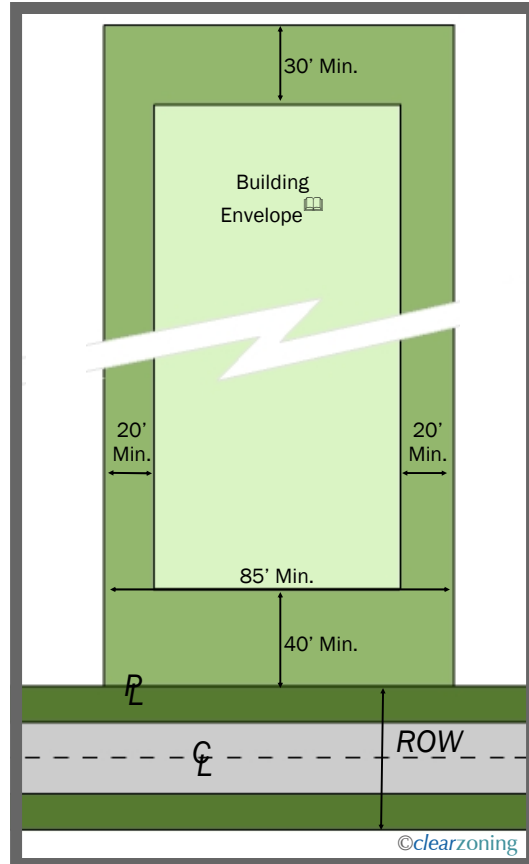 30’ Min.
Building
Envelope
20’
Min.
20’
Min.
85’ Min.
40’ Min.
PL
CL
ROW
©clearzoning